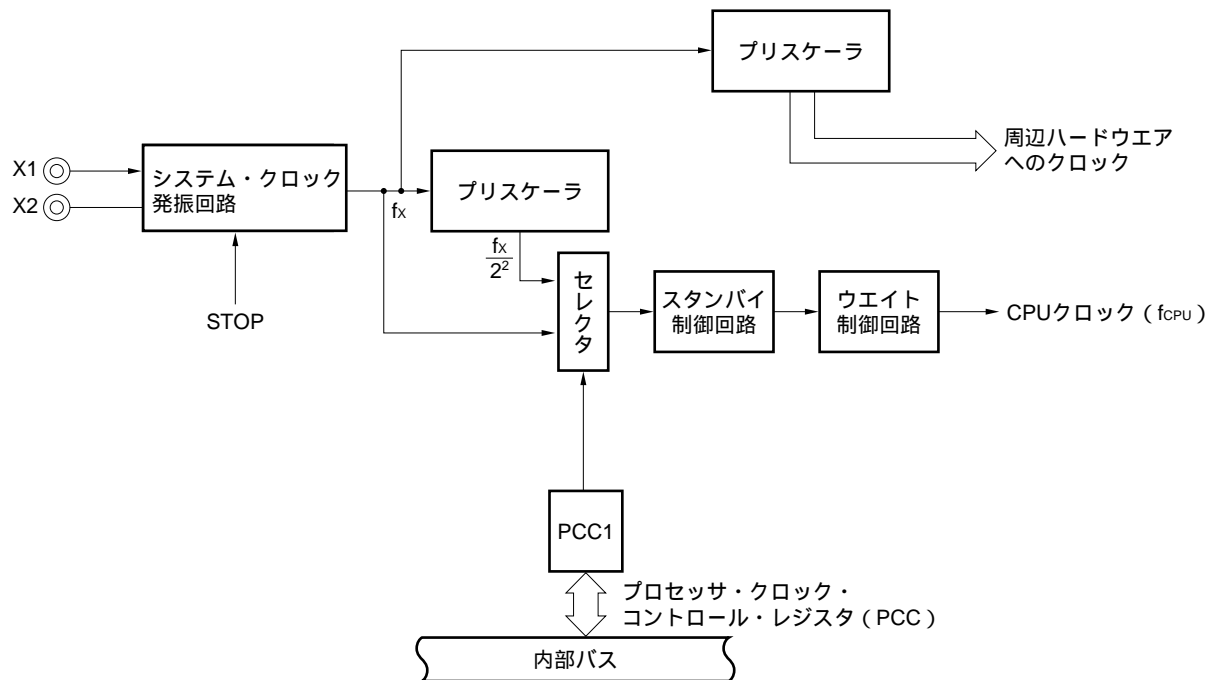 プリスケーラ
周辺ハードウエア
へのクロック
X1
X2
システム・クロック
発振回路
fX
プリスケーラ
fX
2²
STOP
セレクタ
スタンバイ
制御回路
ウエイト
制御回路
CPUクロック（fCPU）
PCC1
プロセッサ・クロック・
コントロール・レジスタ（PCC）
内部バス